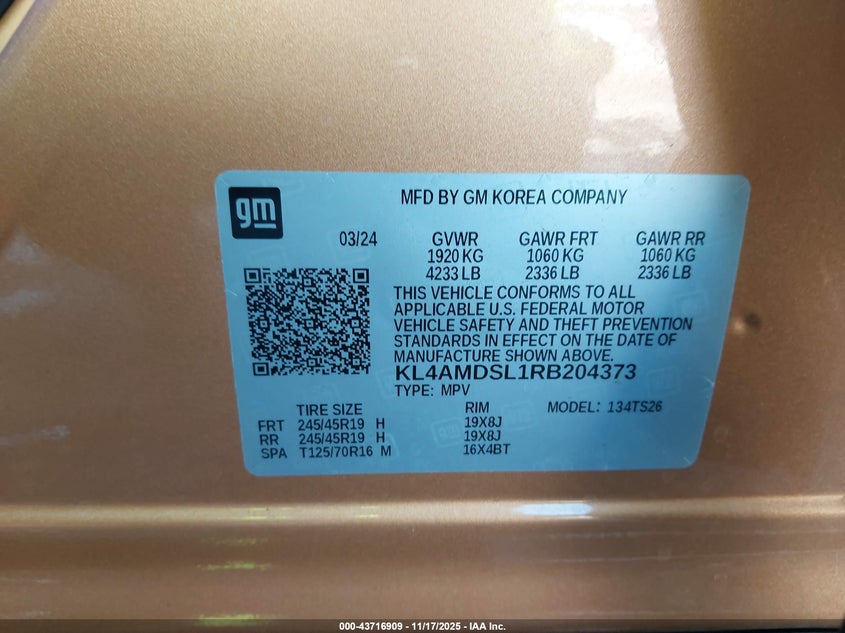 gm
MFD BY GM KOREA COMPANY
03/24 GVWR GAWR FRT GAWR RR
1920 KG 1060 KG 1060 KG
4233 LB 2336 LB 2336 LB
THIS VEHICLE CONFORMS TO ALL
APPLICABLE U.S. FEDERAL MOTOR
VEHICLE SAFETY AND THEFT PREVENTION
STANDARDS IN EFFECT ON THE DATE OF
MANUFACTURE SHOWN ABOVE.
KL4AMDSL1RB204373
TYPE: MPV
TIRE SIZE RIM MODEL: 134TS26
FRT 245/45R19 H 19X8J
RR 245/45R19 H 19X8J
SPA T125/70R16 M 16X4BT
000-43716909 - 11/17/2025 - IAA Inc.